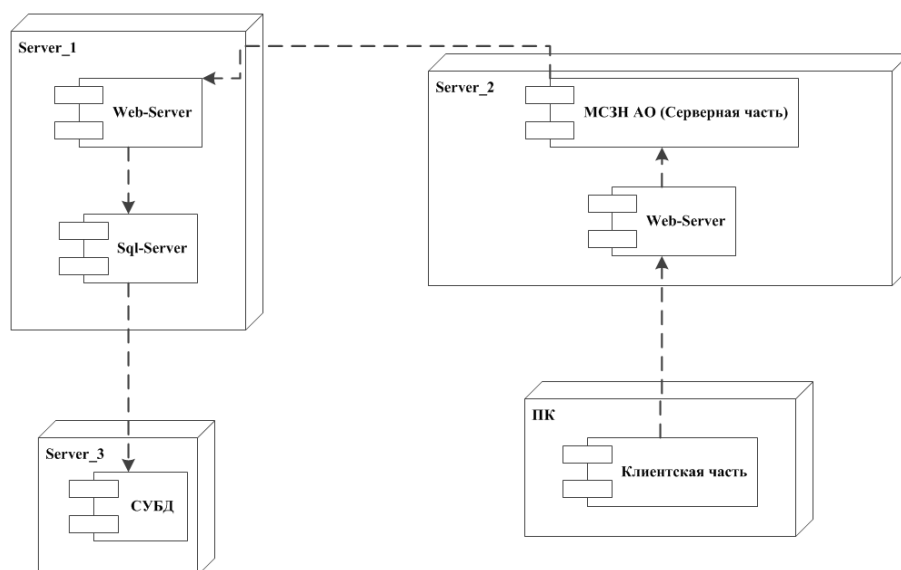 Server_1
Web-Server
Sql-Server
Server_2
МСЗН АО (Серверная часть)
Web-Server
Server_3
СУБД
ПК
Клиентская часть